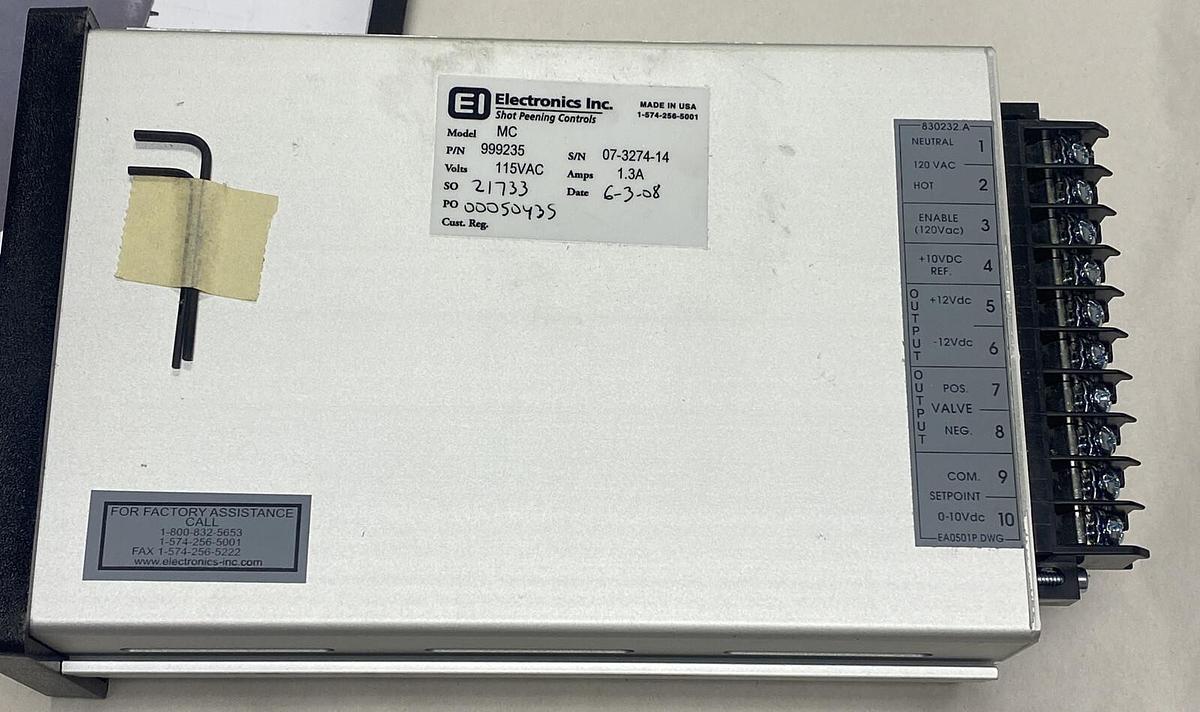 EI Electronics Inc.
Shot Peening Controls
MADE IN USA
1-574-256-5001
Model MC
P/N 999235 S/N 07-3274-14
Volts 115VAC Amps 1.3A
SO 21733 Date 6-3-08
PO 00050435
Cust. Reg.
830232.A
NEUTRAL 1
120 VAC
HOT 2
ENABLE
(120Vac) 3
+10VDC
REF. 4
OUTPUT
+12Vdc 5
-12Vdc 6
OUTPUT
POS. 7
VALVE
NEG. 8
COM. 9
SETPOINT
0-10Vdc 10
EA0501P.DWG
FOR FACTORY ASSISTANCE
CALL
1-800-832-5653
1-574-256-5001
FAX 1-574-256-5222
www.electronics-inc.com